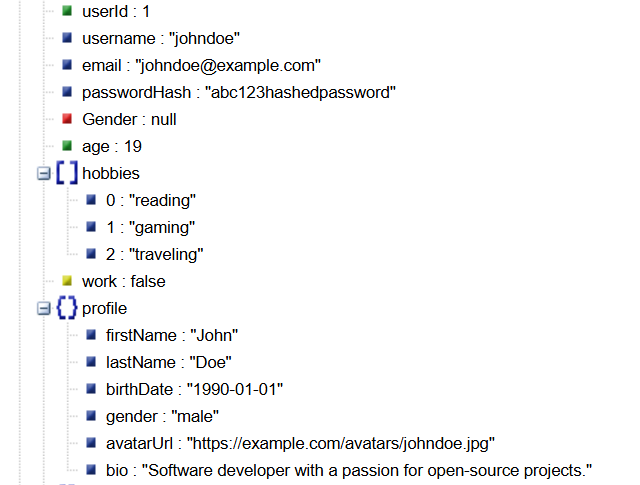 userId : 1
username : "johndoe"
email : "johndoe@example.com"
passwordHash : "abc123hashedpassword"
Gender : null
age : 19
hobbies
0 : "reading"
1 : "gaming"
2 : "traveling"
work : false
profile
firstName : "John"
lastName : "Doe"
birthDate : "1990-01-01"
gender : "male"
avatarUrl : "https://example.com/avatars/johndoe.jpg"
bio : "Software developer with a passion for open-source projects."